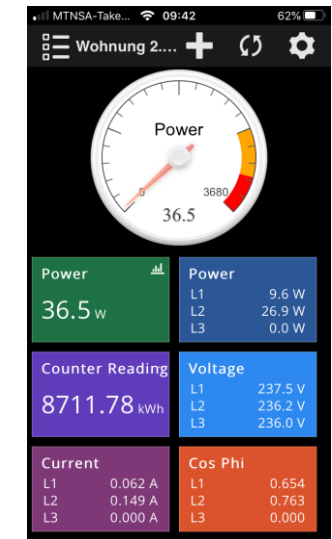 MTNSA-Take... 09:42 62%
Wohnung 2....
Power
0 3680
36.5
Power
36.5 W
Power
L1 9.6 W
L2 26.9 W
L3 0.0 W
Counter Reading
8711.78 kWh
Voltage
L1 237.5 V
L2 236.2 V
L3 236.0 V
Current
L1 0.062 A
L2 0.149 A
L3 0.000 A
Cos Phi
L1 0.654
L2 0.763
L3 0.000